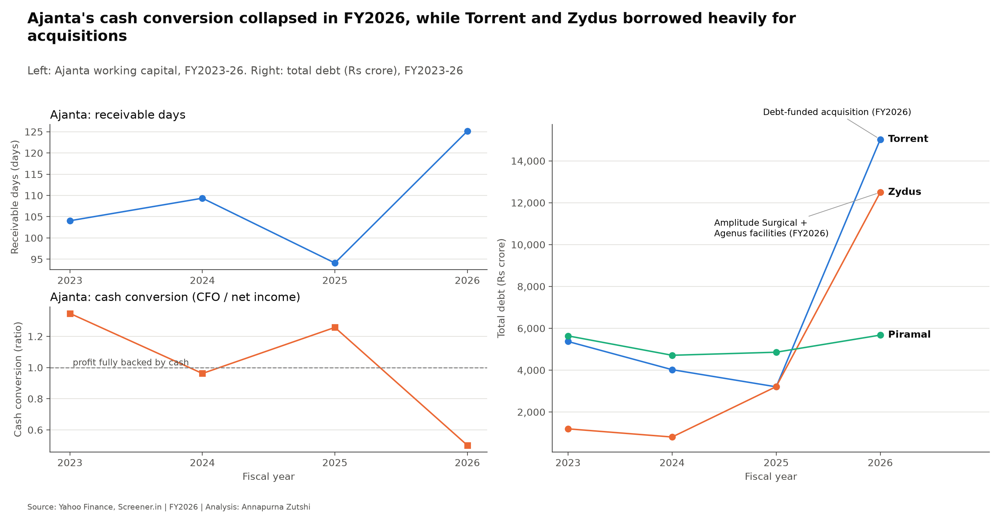 Ajanta's cash conversion collapsed in FY2026, while Torrent and Zydus borrowed heavily for
acquisitions
Left: Ajanta working capital, FY2023-26. Right: total debt (Rs crore), FY2023-26
Ajanta: receivable days
Receivable days (days)
125
120
115
110
105
100
95
2023 2024 2025 2026
Ajanta: cash conversion (CFO / net income)
Cash conversion (ratio)
1.2
1.0
0.8
0.6
profit fully backed by cash
2023 2024 2025 2026
Fiscal year
Debt-funded acquisition (FY2026)
Torrent
Zydus
Amplitude Surgical +
Agenus facilities (FY2026)
Piramal
Total debt (Rs crore)
14,000
12,000
10,000
8,000
6,000
4,000
2,000
2023 2024 2025 2026
Fiscal year
Source: Yahoo Finance, Screener.in | FY2026 | Analysis: Annapurna Zutshi